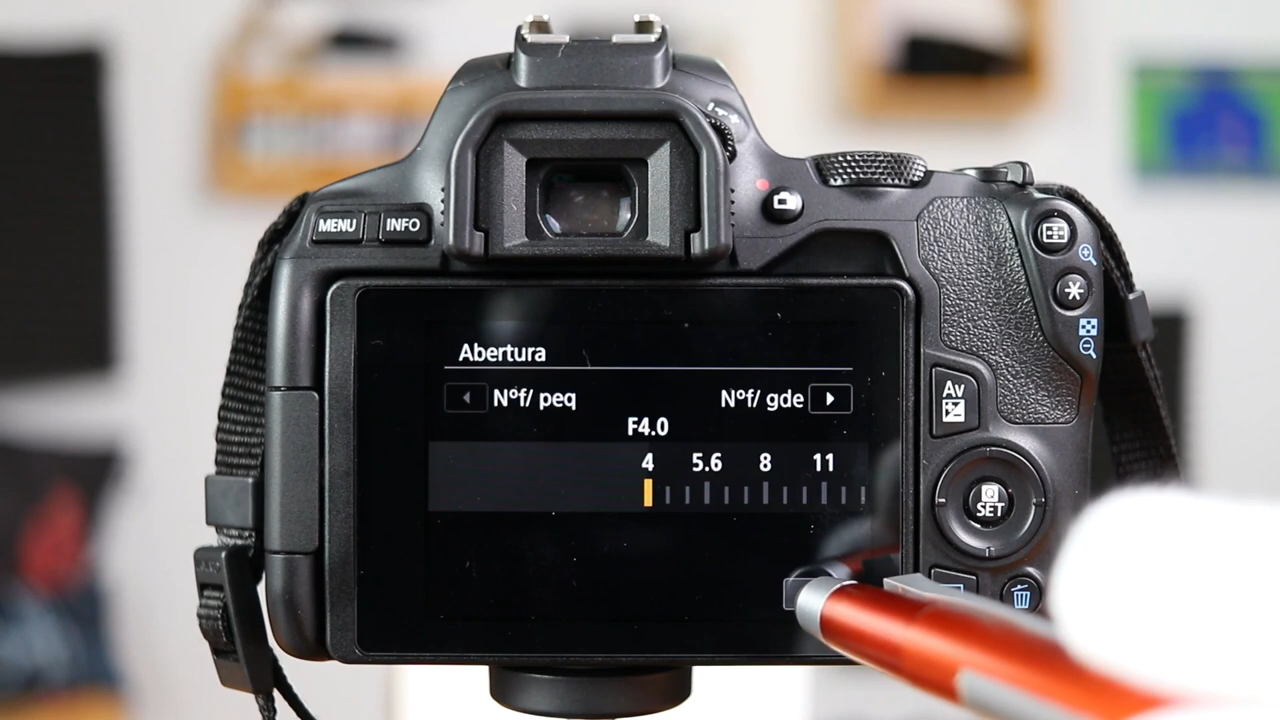 MENU
INFO
Abertura
Nºf/ peq
Nºf/ gde
F4.0
4 5.6 8 11
Av
Q
SET